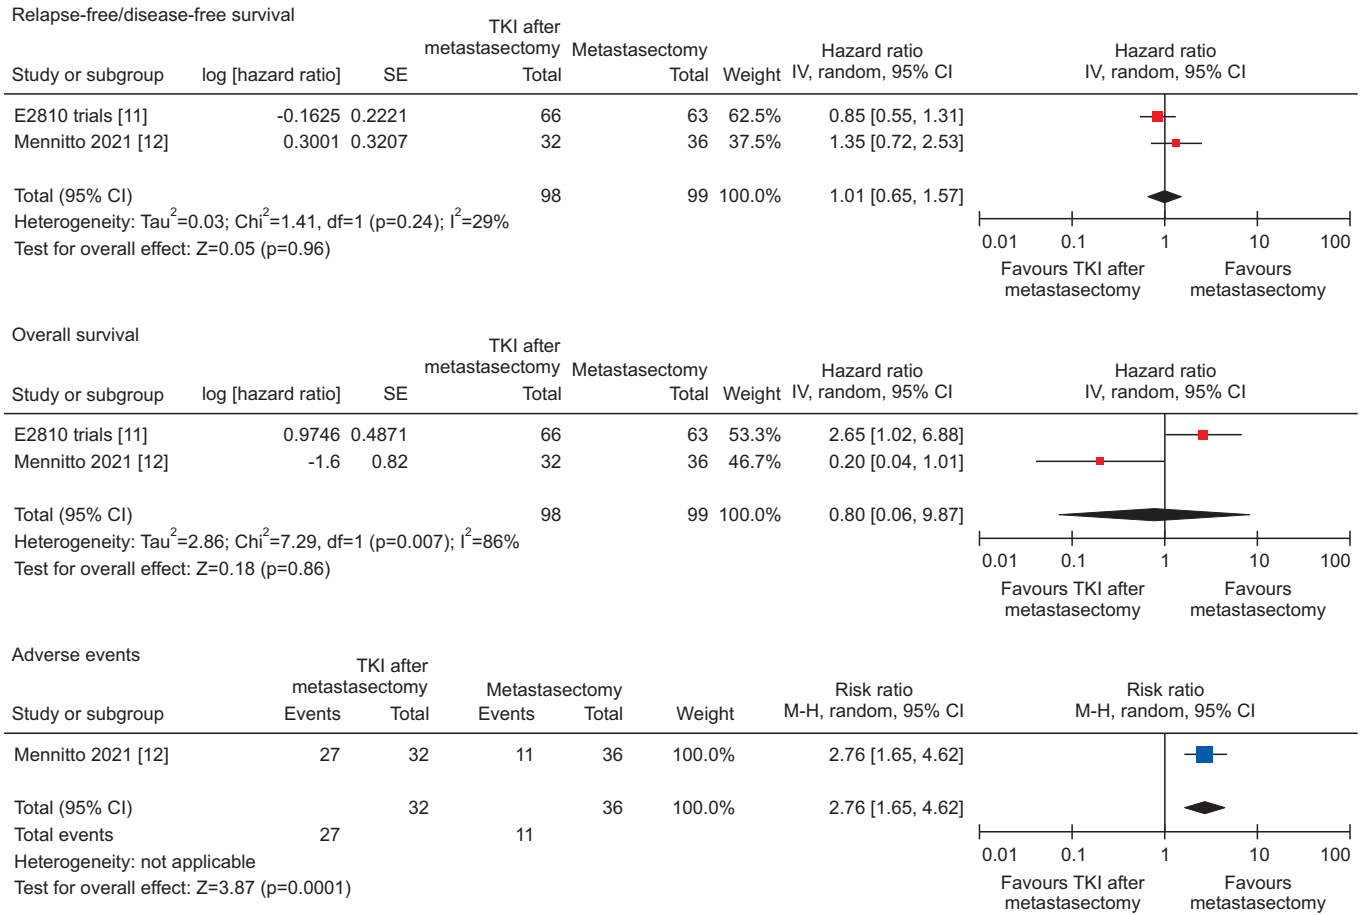 Relapse-free/disease-free survival
TKI after
metastasectomy Metastasectomy Hazard ratio Hazard ratio
Study or subgroup log [hazard ratio] SE Total Total Weight IV, random, 95% CI IV, random, 95% CI
E2810 trials [11] -0.1625 0.2221 66 63 62.5% 0.85 [0.55, 1.31]
Mennitto 2021 [12] 0.3001 0.3207 32 36 37.5% 1.35 [0.72, 2.53]
Total (95% CI) 98 99 100.0% 1.01 [0.65, 1.57]
Heterogeneity: Tau²=0.03; Chi²=1.41, df=1 (p=0.24); I²=29%
Test for overall effect: Z=0.05 (p=0.96)
0.01 0.1 1 10 100
Favours TKI after Favours
metastasectomy metastasectomy
Overall survival
TKI after
metastasectomy Metastasectomy Hazard ratio Hazard ratio
Study or subgroup log [hazard ratio] SE Total Total Weight IV, random, 95% CI IV, random, 95% CI
E2810 trials [11] 0.9746 0.4871 66 63 53.3% 2.65 [1.02, 6.88]
Mennitto 2021 [12] -1.6 0.82 32 36 46.7% 0.20 [0.04, 1.01]
Total (95% CI) 98 99 100.0% 0.80 [0.06, 9.87]
Heterogeneity: Tau²=2.86; Chi²=7.29, df=1 (p=0.007); I²=86%
Test for overall effect: Z=0.18 (p=0.86)
0.01 0.1 1 10 100
Favours TKI after Favours
metastasectomy metastasectomy
Adverse events
TKI after
metastasectomy Metastasectomy Risk ratio Risk ratio
Study or subgroup Events Total Events Total Weight M-H, random, 95% CI M-H, random, 95% CI
Mennitto 2021 [12] 27 32 11 36 100.0% 2.76 [1.65, 4.62]
Total (95% CI) 32 36 100.0% 2.76 [1.65, 4.62]
Total events 27 11
Heterogeneity: not applicable
Test for overall effect: Z=3.87 (p=0.0001)
0.01 0.1 1 10 100
Favours TKI after Favours
metastasectomy metastasectomy